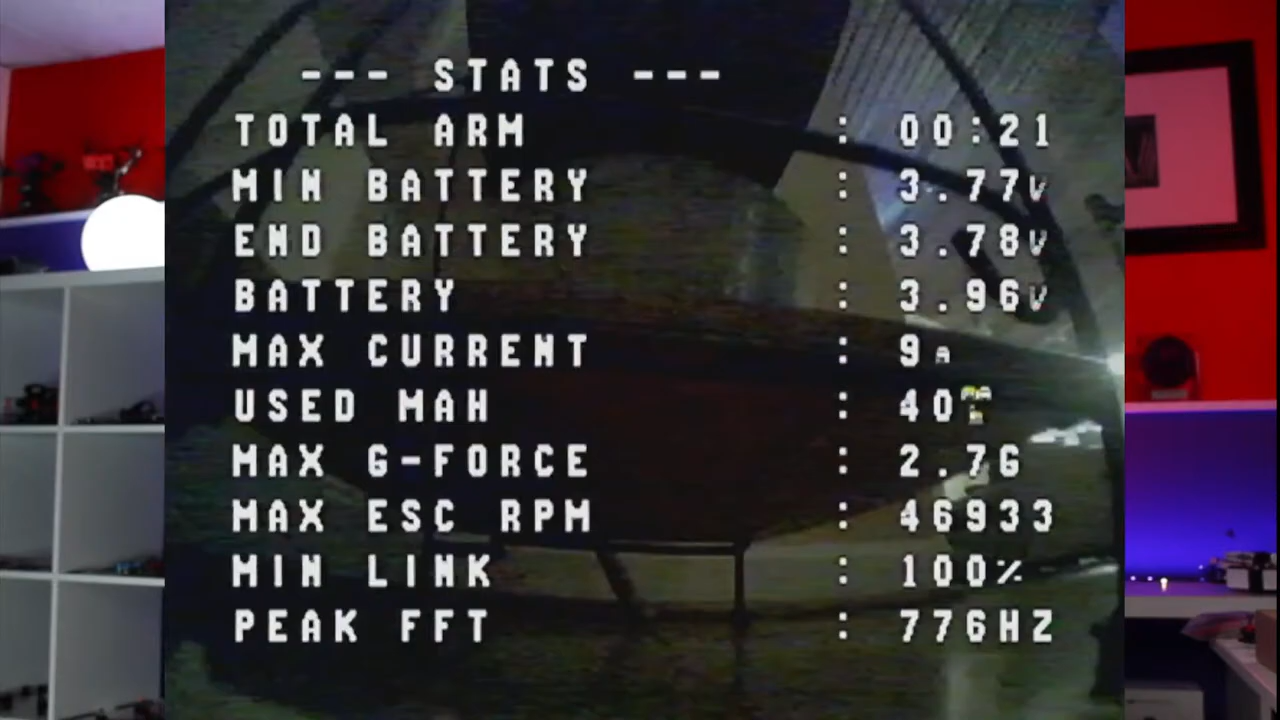 --- STATS ---
TOTAL ARM : 00:21
MIN BATTERY : 3.77V
END BATTERY : 3.78V
BATTERY : 3.96V
MAX CURRENT : 9A
USED MAH : 40
MAX G-FORCE : 2.7G
MAX ESC RPM : 46933
MIN LINK : 100%
PEAK FFT : 776HZ